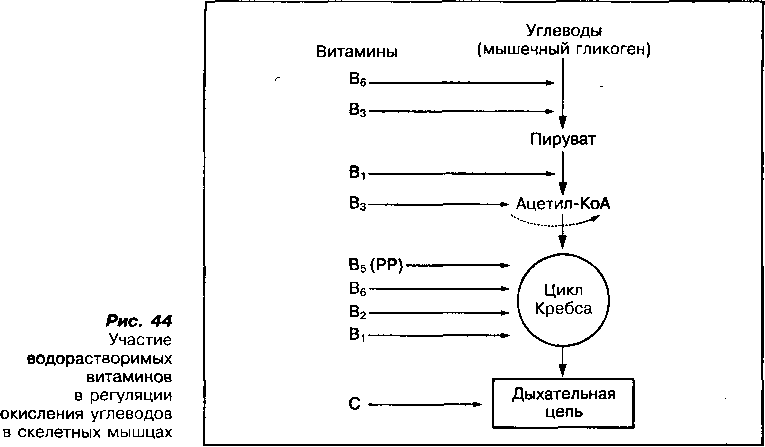 Углеводы
Витамины (мышечный гликоген)
B6
B3
Пируват
B1
B3 Ацетил-КоА
B5 (PP)
B6 Цикл
B2 Кребса
B1
C Дыхательная
цепь
Рис. 44
Участие
водорастворимых
витаминов
в регуляции
окисления углеводов
в скелетных мышцах